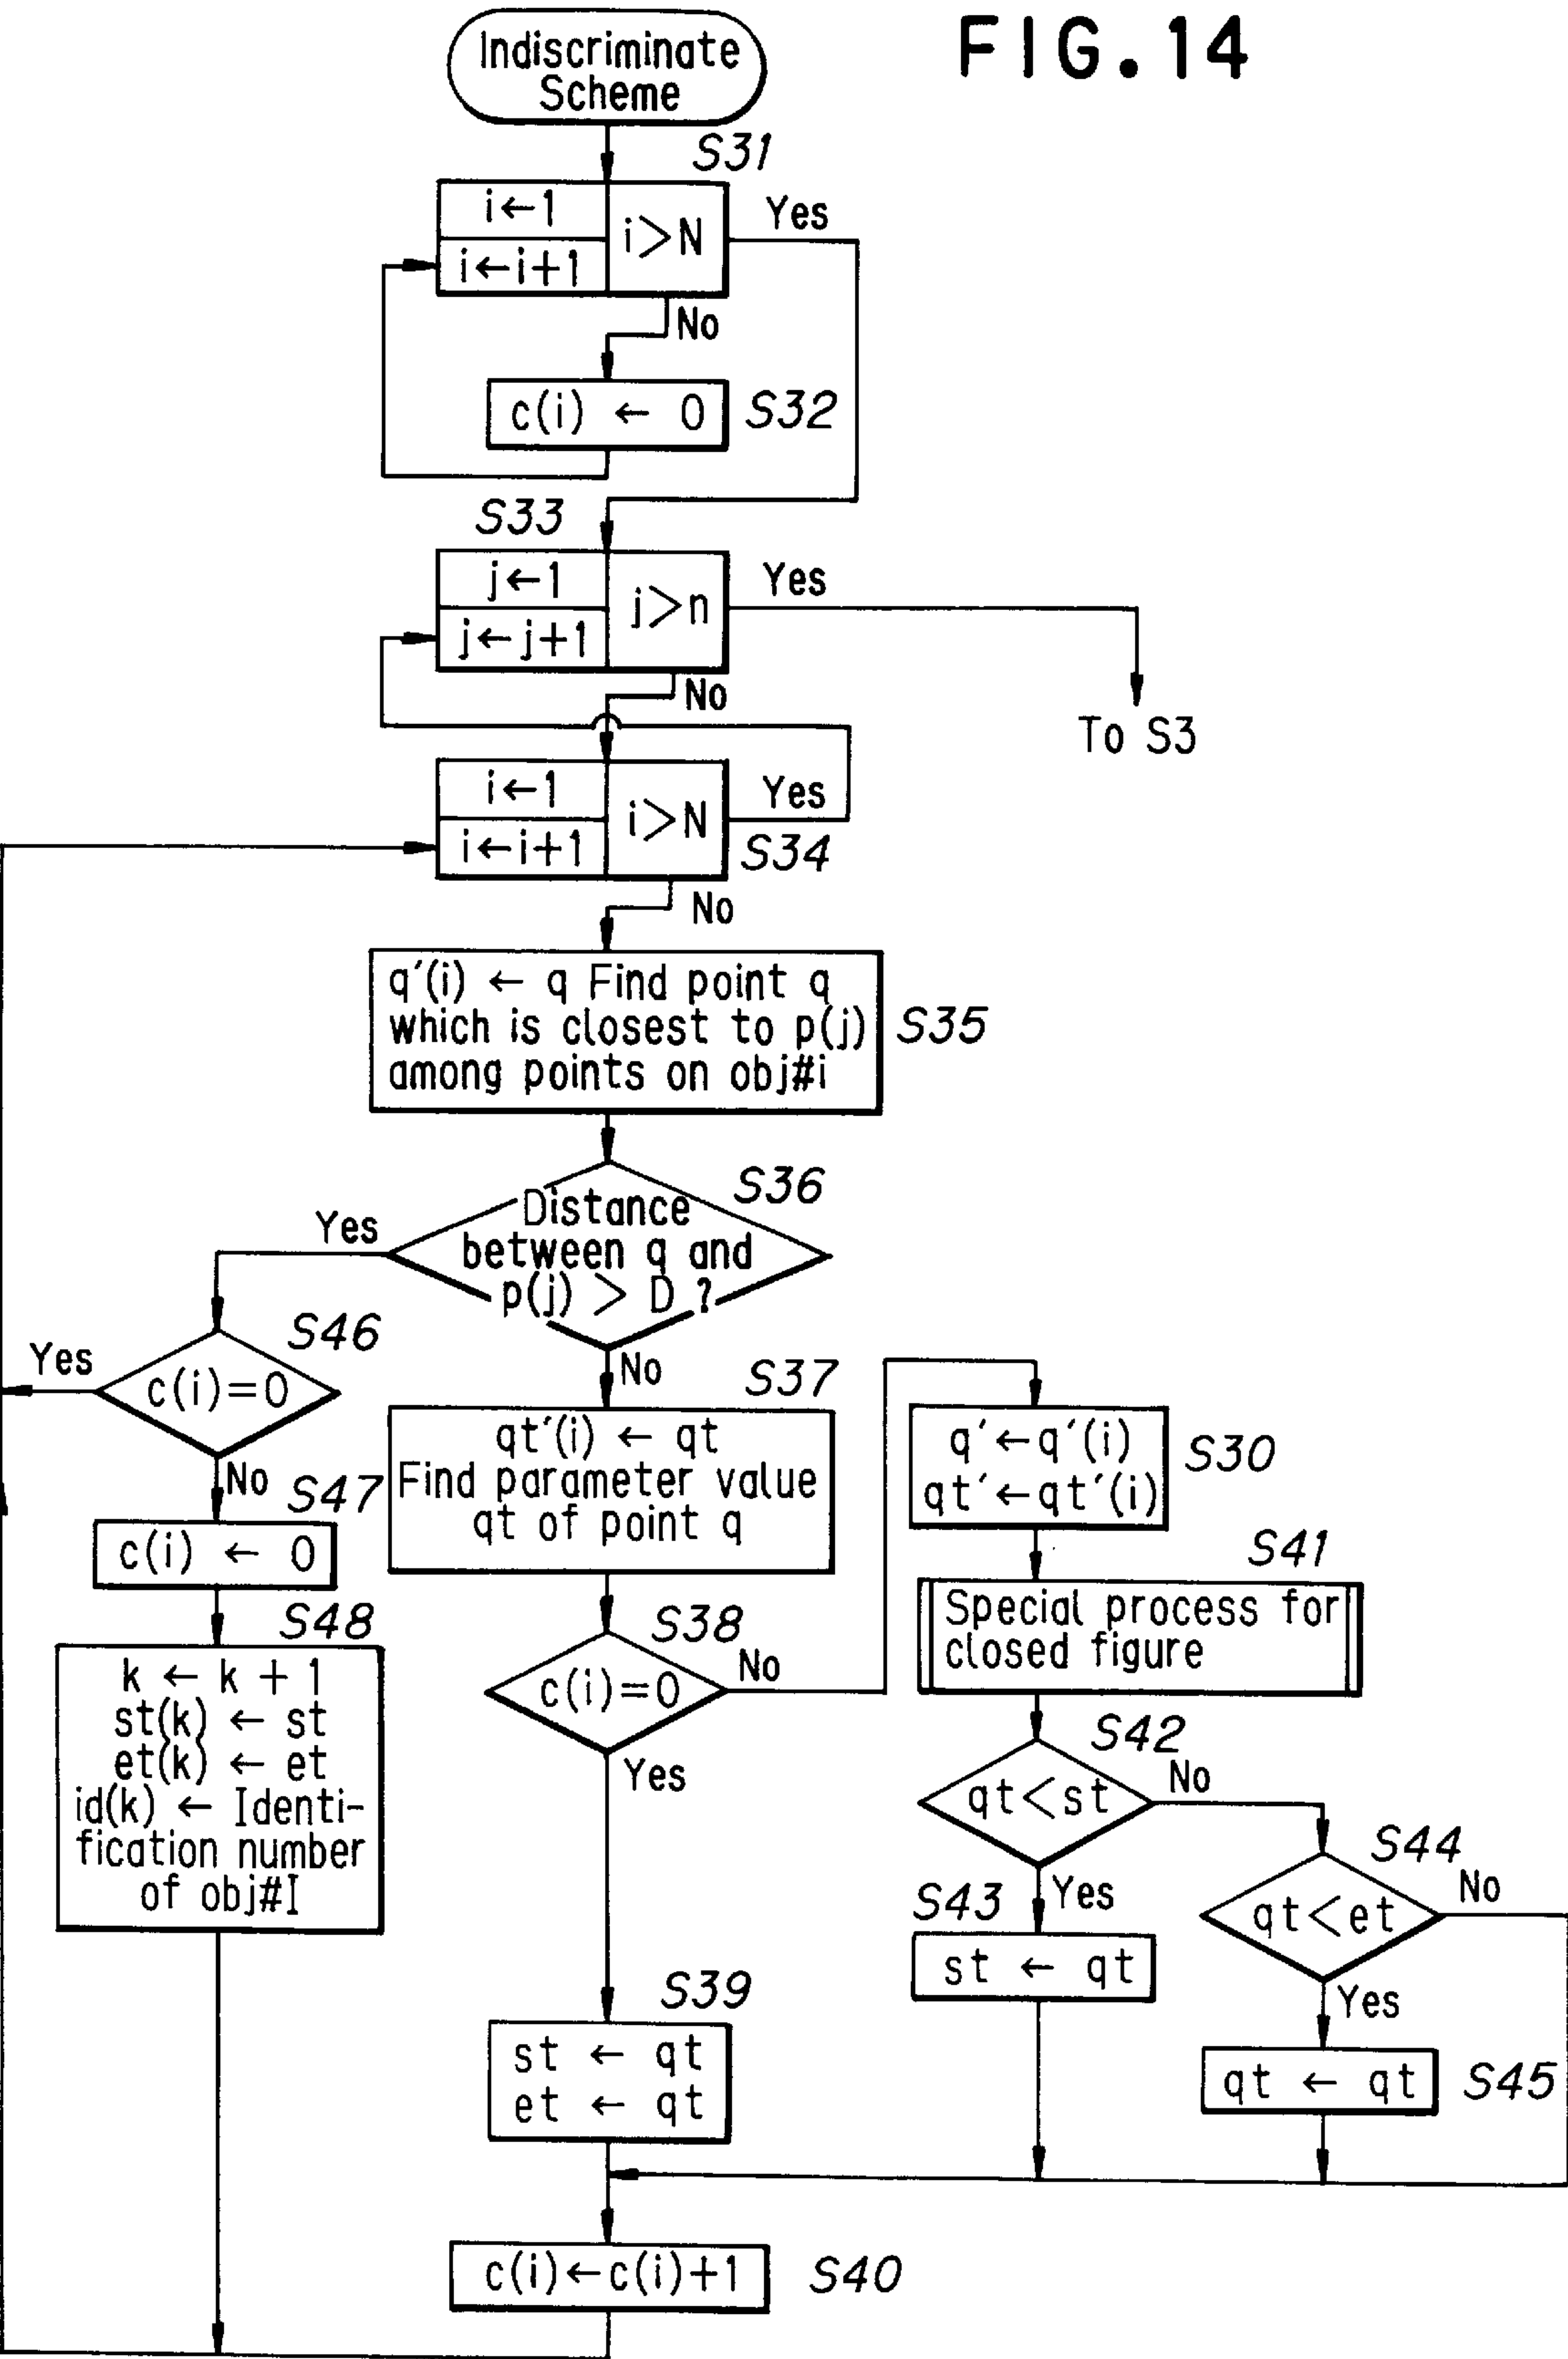 FIG.14
Indiscriminate
Scheme
S31
i←1
i←i+1
i>N
Yes
No
c(i) ← 0
S32
S33
j←1
j←j+1
j>n
Yes
No
To S3
i←1
i←i+1
i>N
Yes
S34
No
q′(i) ← q Find point q
which is closest to p(j)
among points on obj#i
S35
S36
Distance
between q and
p(j) > D ?
Yes
No
S46
c(i)=0
Yes
No
S47
c(i) ← 0
S48
k ← k + 1
st(k) ← st
et(k) ← et
id(k) ← Identi-
fication number
of obj#I
S37
qt′(i) ← qt
Find parameter value
qt of point q
S38
c(i)=0
No
Yes
S39
st ← qt
et ← qt
q′←q′(i)
qt′←qt′(i)
S30
S41
Special process for
closed figure
S42
qt<st
No
Yes
S43
st ← qt
S44
qt<et
No
Yes
qt ← qt
S45
c(i)←c(i)+1
S40